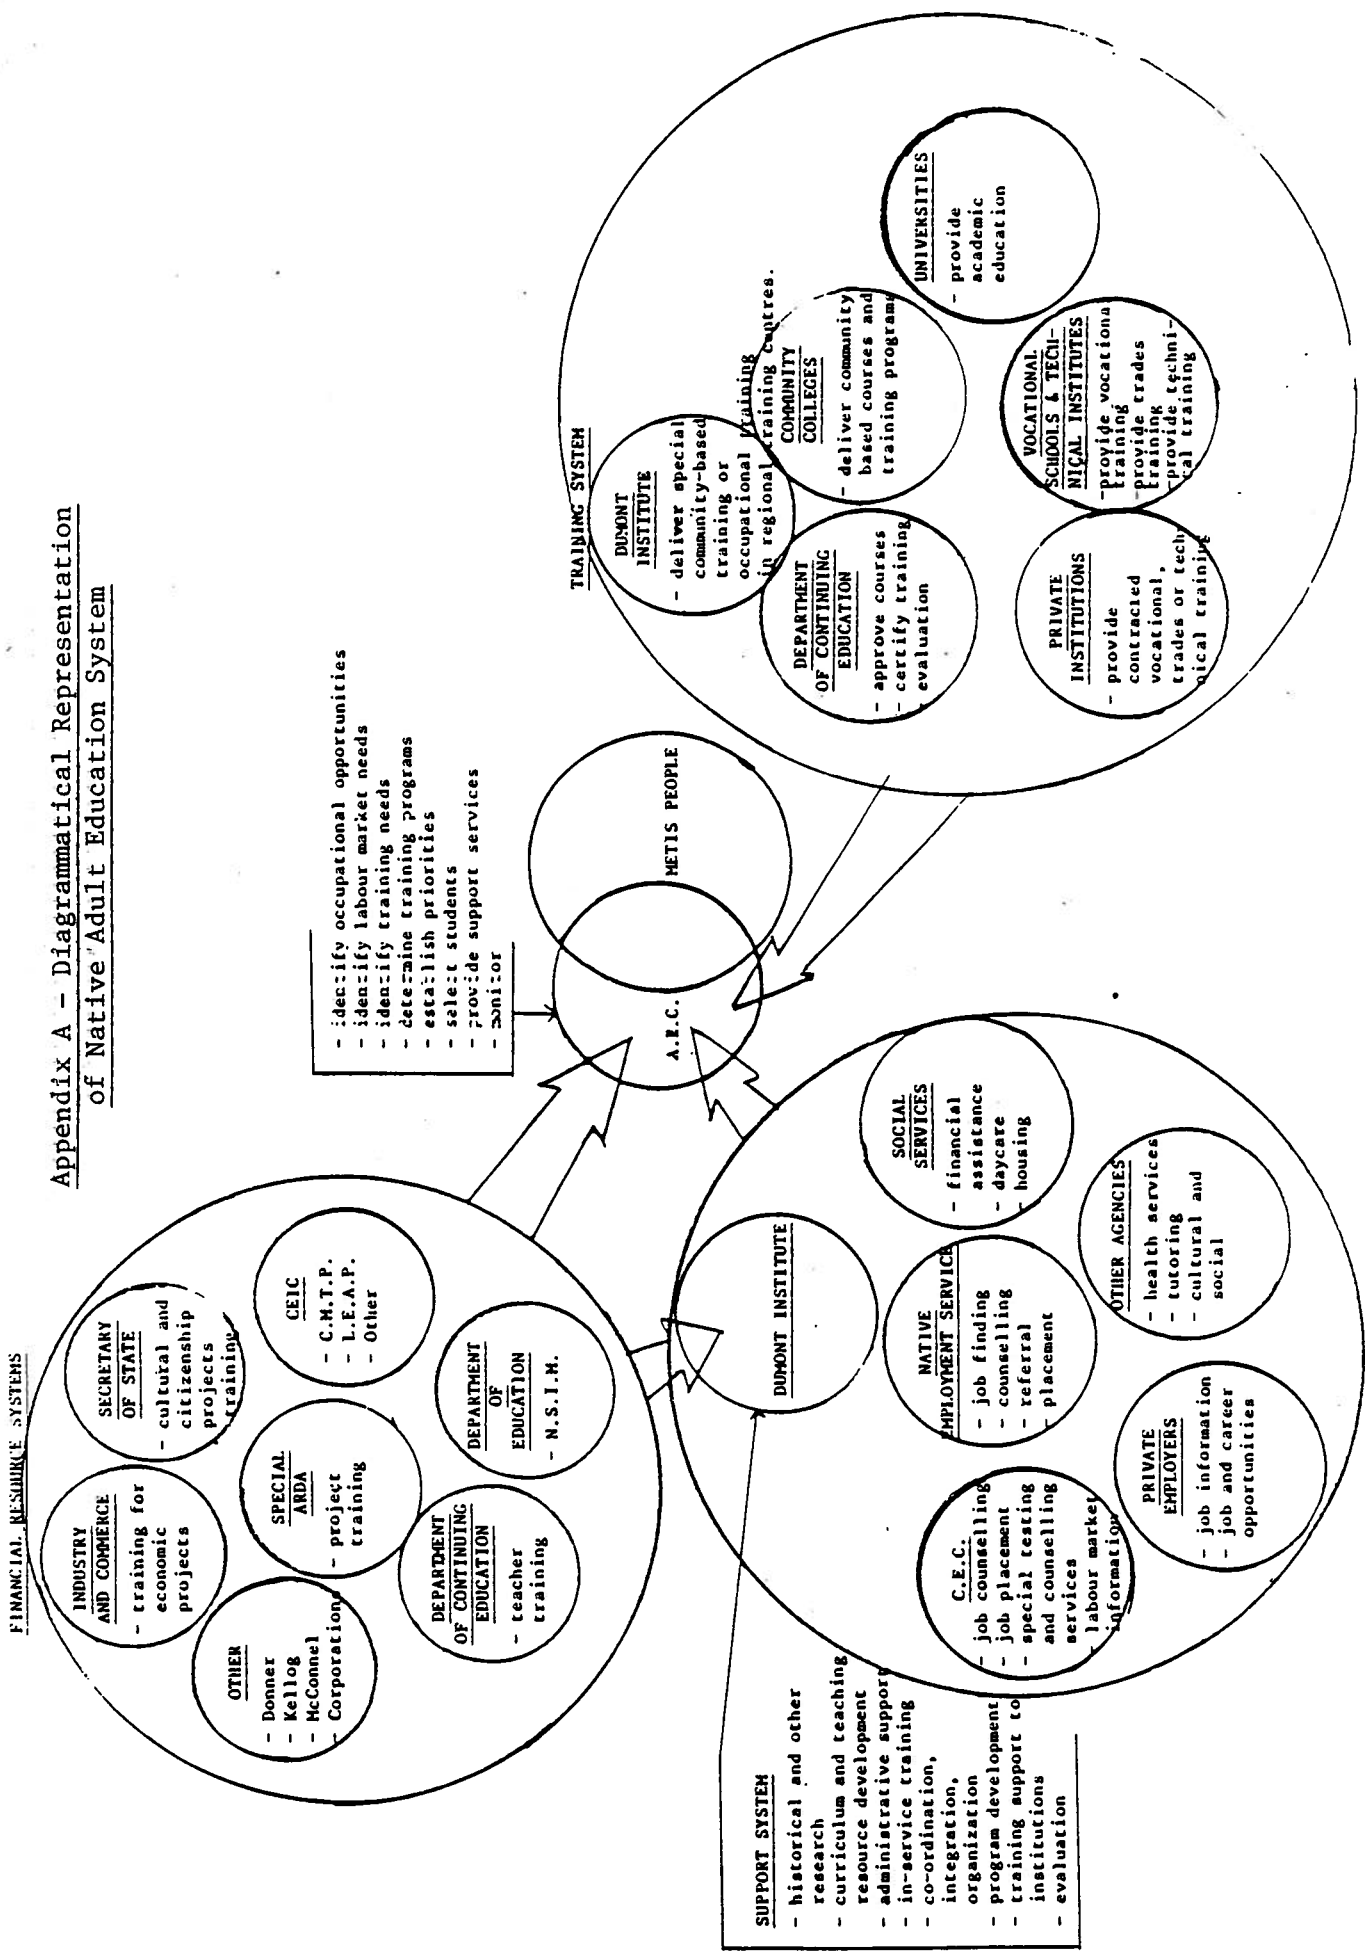 Appendix A - Diagrammatical Representation
of Native Adult Education System
FINANCIAL RESOURCE SYSTEMS
INDUSTRY
AND COMMERCE
- training for
economic
projects
SECRETARY
OF STATE
- cultural and
citizenship
projects
training
OTHER
- Donner
- Kellog
- McConnel
- Corporation
SPECIAL
ARDA
- project
training
CEIC
- C.M.T.P.
- L.E.A.P.
- Other
DEPARTMENT
OF CONTINUING
EDUCATION
- teacher
training
DEPARTMENT
OF
EDUCATION
- N.S.I.M.
- identify occupational opportunities
- identify labour market needs
- identify training needs
- determine training programs
- establish priorities
- select students
- provide support services
- monitor
A.E.C.
METIS PEOPLE
TRAINING SYSTEM
DUMONT
INSTITUTE
- deliver special
community-based
training or
occupational training
in regional training centres.
DEPARTMENT
OF CONTINUING
EDUCATION
- approve courses
- certify training
- evaluation
COMMUNITY
COLLEGES
- deliver community
based courses and
training programs
UNIVERSITIES
- provide
academic
education
PRIVATE
INSTITUTIONS
- provide
contracted
vocational,
trades or tech
nical training
VOCATIONAL
SCHOOLS & TECH-
NICAL INSTITUTES
-provide vocationa
training
-provide trades
training
-provide techni-
cal training
SUPPORT SYSTEM
- historical and other
research
- curriculum and teaching
resource development
- administrative support
- in-service training
- co-ordination,
integration,
organization
- program development
- training support to
institutions
- evaluation
DUMONT INSTITUTE
C.E.C.
- job counselling
- job placement
- special testing
and counselling
services
- labour market
information
NATIVE
EMPLOYMENT SERVICE
- job finding
- counselling
- referral
- placement
SOCIAL
SERVICES
- financial
assistance
- daycare
- housing
PRIVATE
EMPLOYERS
- job information
- job and career
opportunities
OTHER AGENCIES
- health services
- tutoring
- cultural and
social